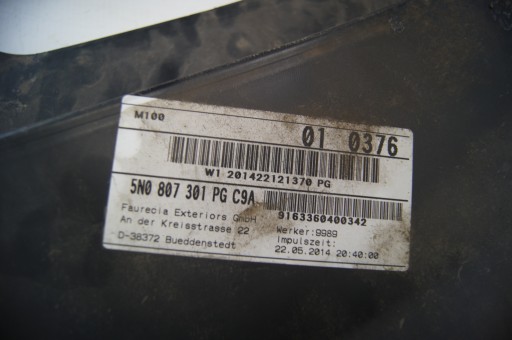 M100
01 0376
W1 201422121370 PG
5N0 807 301 PG C9A
9163360400342
Faurecia Exteriors GmbH
An der Kreisstrasse 22
D-38372 Bueddenstedt
Werker:9989
Impulszeit:
22.05.2014 20:40:00